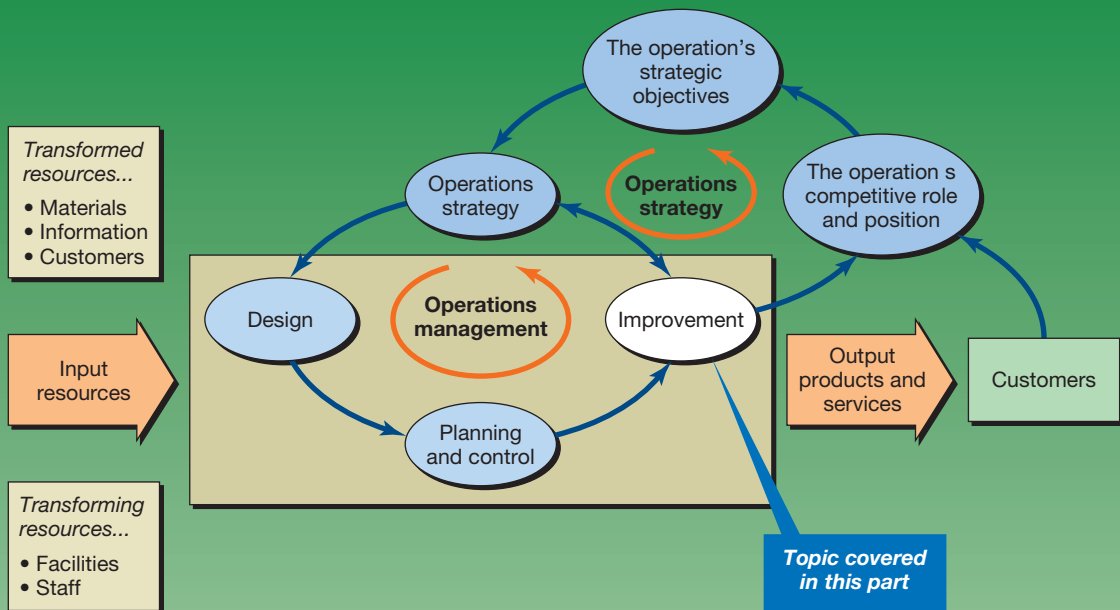 The operation's
strategic
objectives
Transformed
resources...
• Materials
• Information
• Customers
Operations
strategy
Operations
strategy
The operation s
competitive role
and position
Design
Operations
management
Improvement
Input
resources
Output
products and
services
Customers
Planning
and control
Transforming
resources...
• Facilities
• Staff
Topic covered
in this part